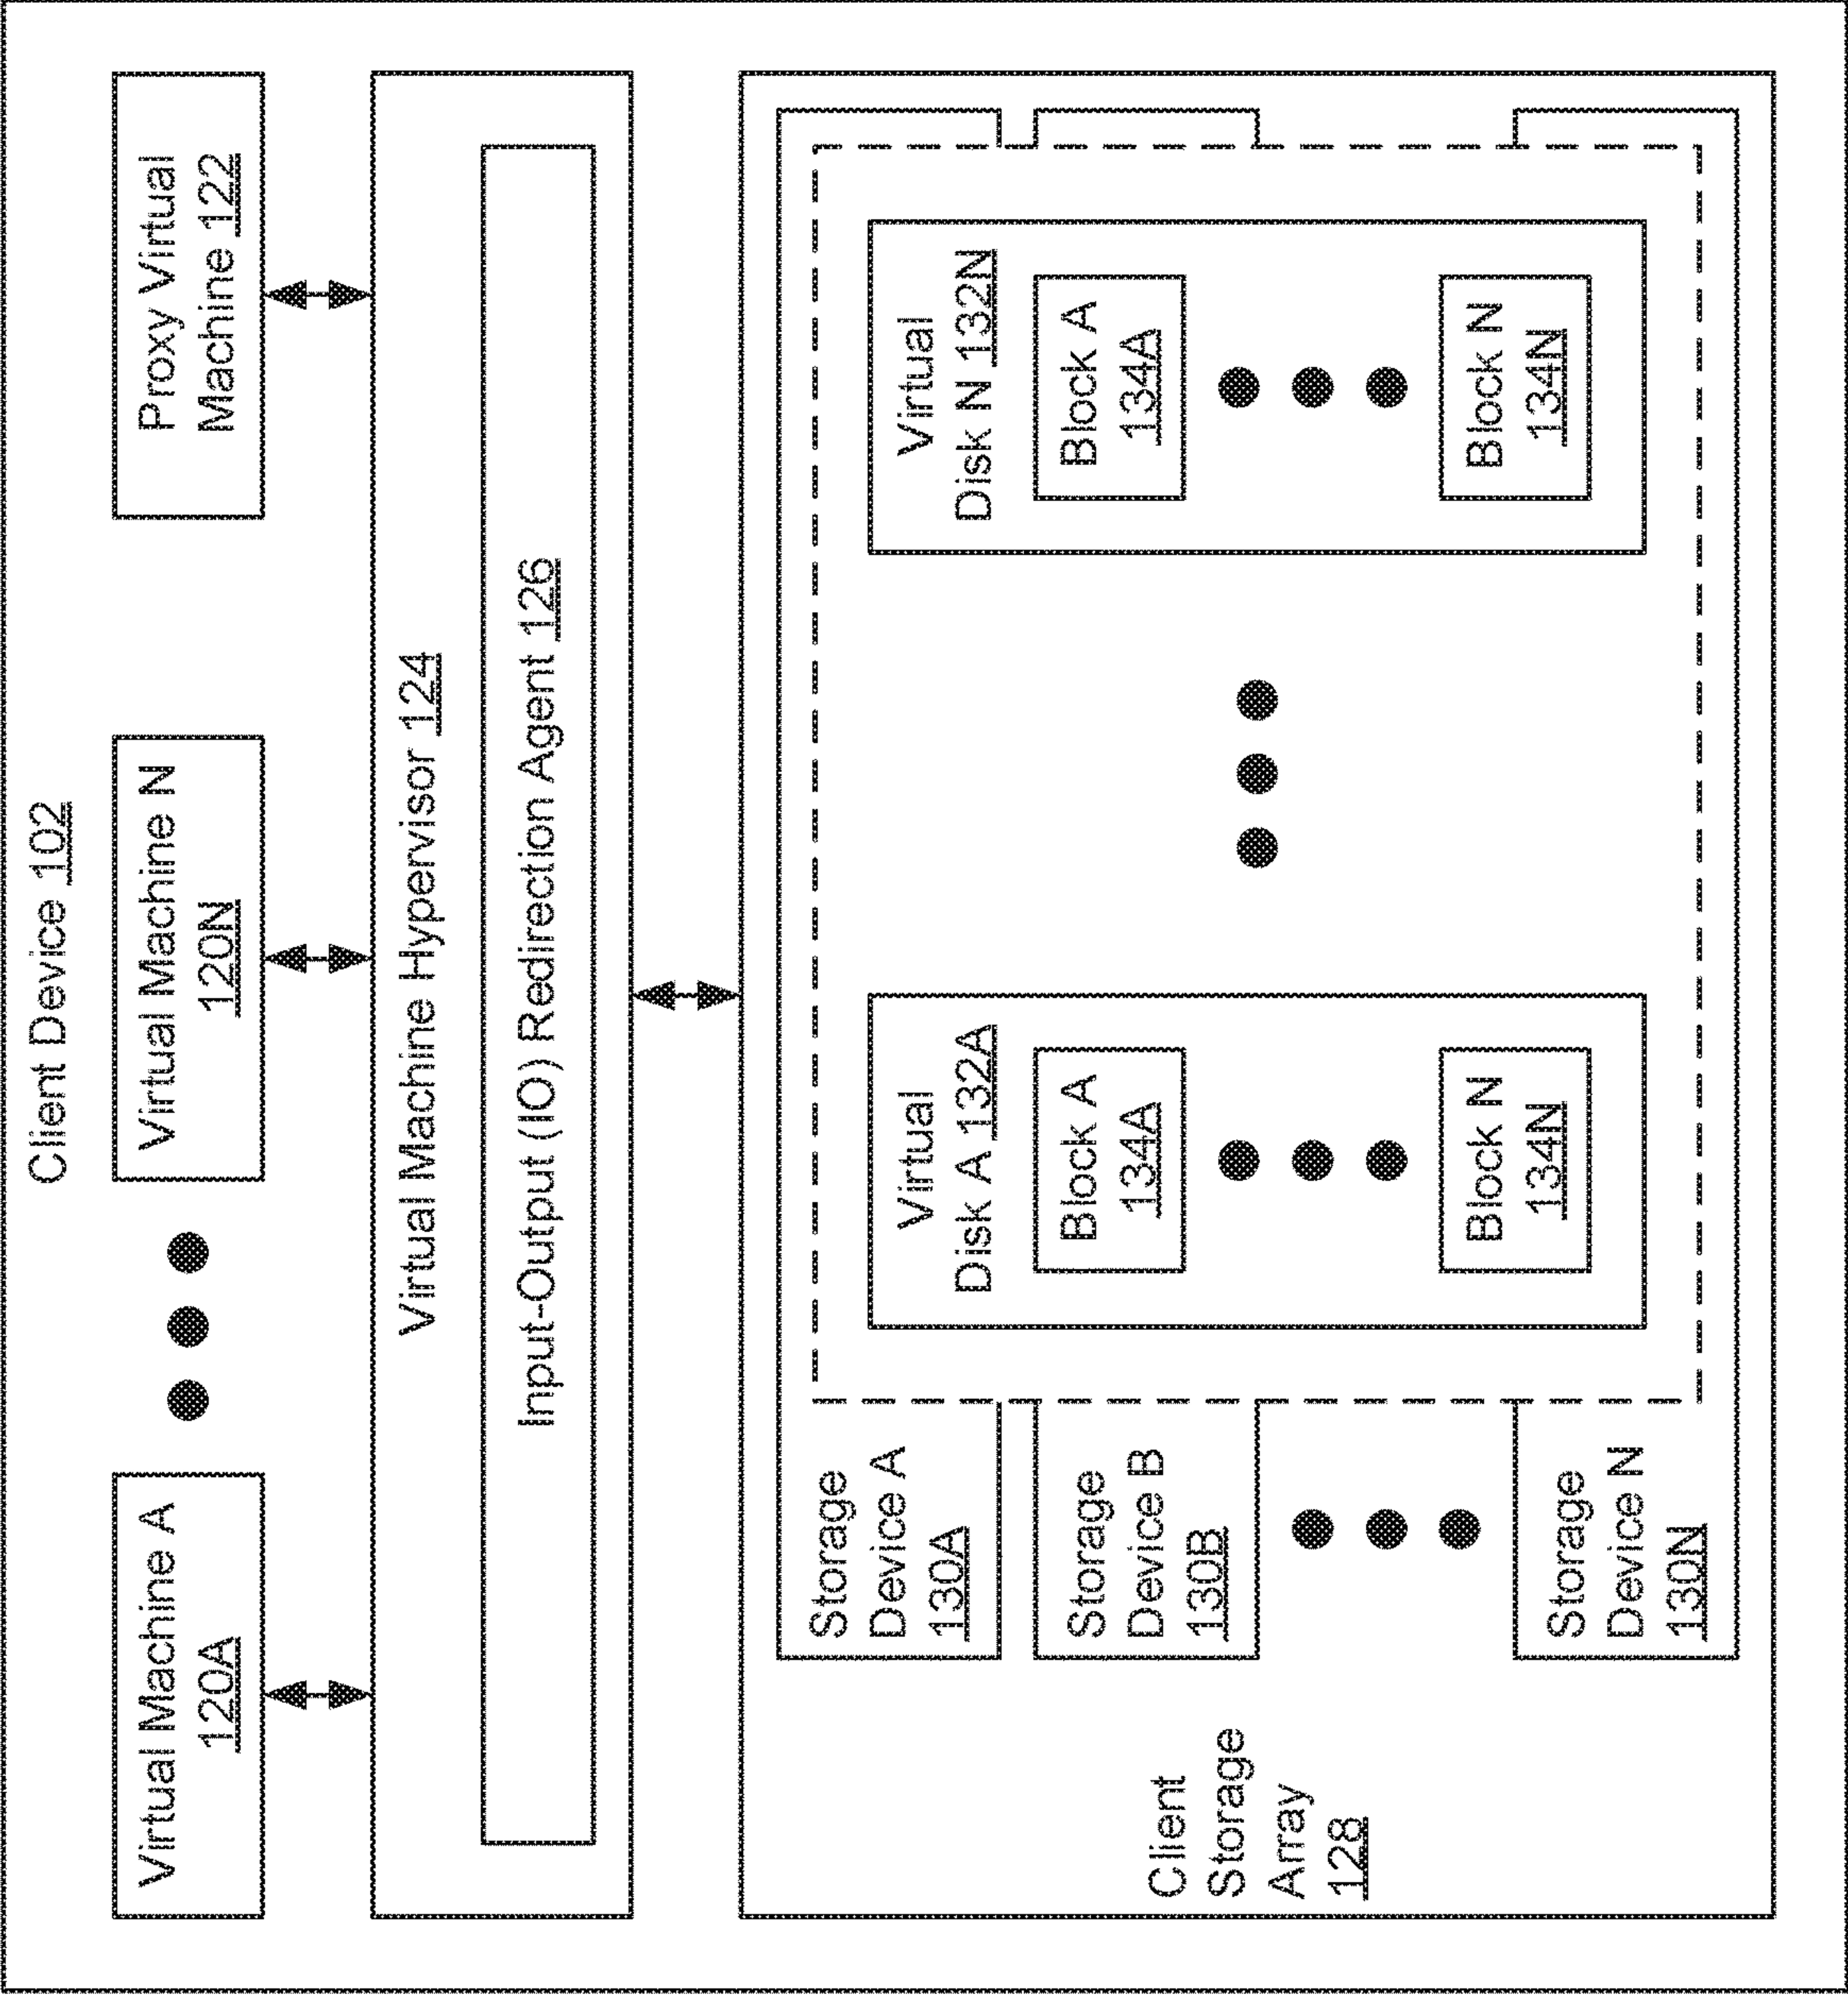 Client Device 102
Virtual Machine A
120A
Virtual Machine N
120N
Proxy Virtual
Machine 122
Virtual Machine Hypervisor 124
Input-Output (IO) Redirection Agent 126
Client
Storage
Array
128
Storage
Device A
130A
Storage
Device B
130B
Storage
Device N
130N
Virtual
Disk A 132A
Block A
134A
Block N
134N
Virtual
Disk N 132N
Block A
134A
Block N
134N